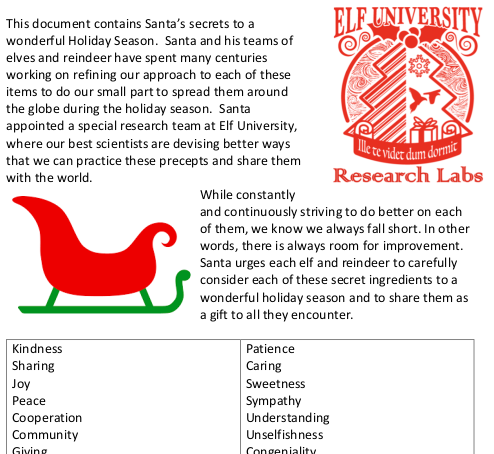 This document contains Santa's secrets to a
wonderful Holiday Season.  Santa and his teams of
elves and reindeer have spent many centuries
working on refining our approach to each of these
items to do our small part to spread them around
the globe during the holiday season.  Santa
appointed a special research team at Elf University,
where our best scientists are devising better ways
that we can practice these precepts and share them
with the world.
ELF UNIVERSITY
Ille te videt dum dormit
Research Labs
While constantly
and continuously striving to do better on each
of them, we know we always fall short. In other
words, there is always room for improvement.
Santa urges each elf and reindeer to carefully
consider each of these secret ingredients to a
wonderful holiday season and to share them as
a gift to all they encounter.
Kindness
Sharing
Joy
Peace
Cooperation
Community
Giving
Patience
Caring
Sweetness
Sympathy
Understanding
Unselfishness
Congeniality